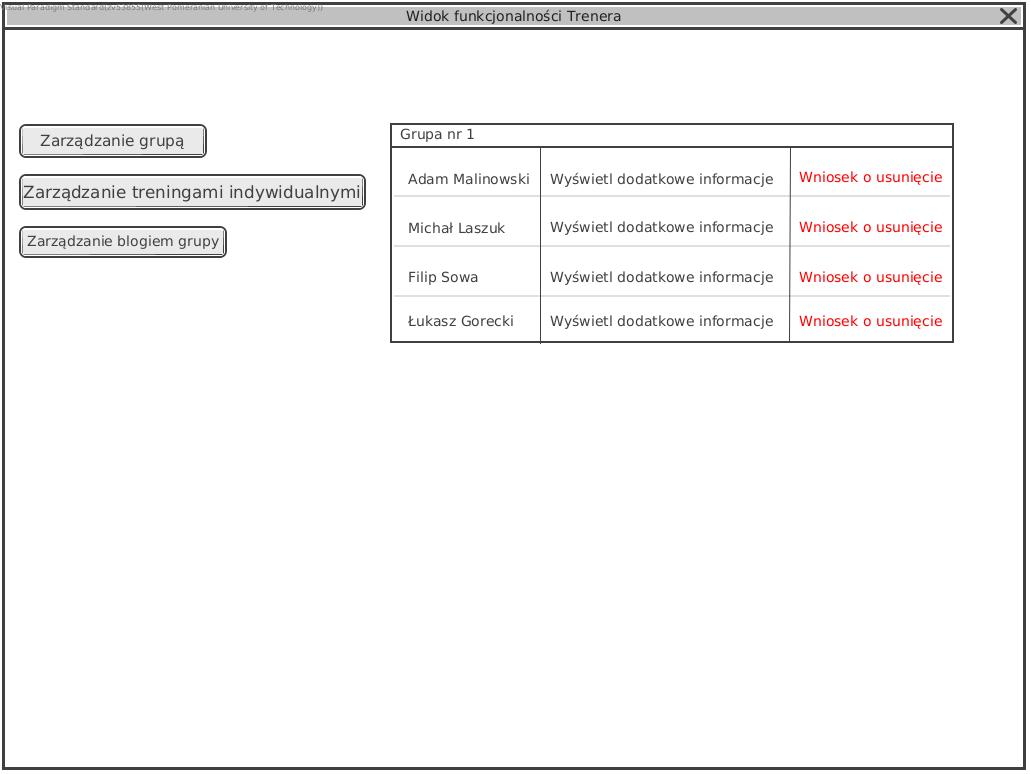 Visual Paradigm Standard(zv53855(West Pomeranian University of Technology))
Widok funkcjonalności Trenera
Zarządzanie grupą
Zarządzanie treningami indywidualnymi
Zarządzanie blogiem grupy
Grupa nr 1
Adam Malinowski Wyświetl dodatkowe informacje Wniosek o usunięcie
Michał Laszuk Wyświetl dodatkowe informacje Wniosek o usunięcie
Filip Sowa Wyświetl dodatkowe informacje Wniosek o usunięcie
Łukasz Gorecki Wyświetl dodatkowe informacje Wniosek o usunięcie